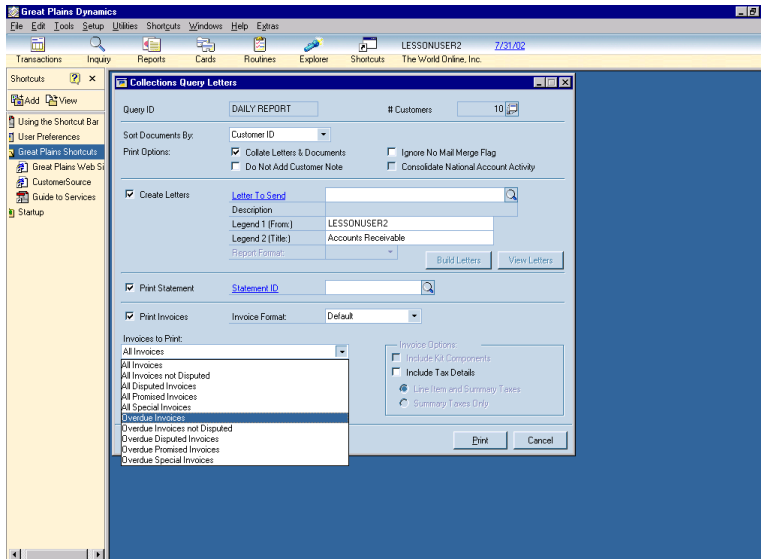 Great Plains Dynamics
File Edit Tools Setup Utilities Shortcuts Windows Help Extras
Transactions Inquiry Reports Cards Routines Explorer Shortcuts
LESSONUSER2 7/31/02
The World Online, Inc.
Shortcuts
Add View
Using the Shortcut Bar
User Preferences
Great Plains Shortcuts
Great Plains Web Si
CustomerSource
Guide to Services
Startup
Collections Query Letters
Query ID DAILY REPORT # Customers 10
Sort Documents By: Customer ID
Print Options: Collate Letters & Documents Ignore No Mail Merge Flag
Do Not Add Customer Note Consolidate National Account Activity
Create Letters Letter To Send
Description
Legend 1 (From:) LESSONUSER2
Legend 2 (Title:) Accounts Receivable
Report Format:
Build Letters View Letters
Print Statement Statement ID
Print Invoices Invoice Format: Default
Invoices to Print:
All Invoices
All Invoices
All Invoices not Disputed
All Disputed Invoices
All Promised Invoices
All Special Invoices
Overdue Invoices
Overdue Invoices not Disputed
Overdue Disputed Invoices
Overdue Promised Invoices
Overdue Special Invoices
Invoice Options:
Include Kit Components
Include Tax Details
Line Item and Summary Taxes
Summary Taxes Only
Print Cancel